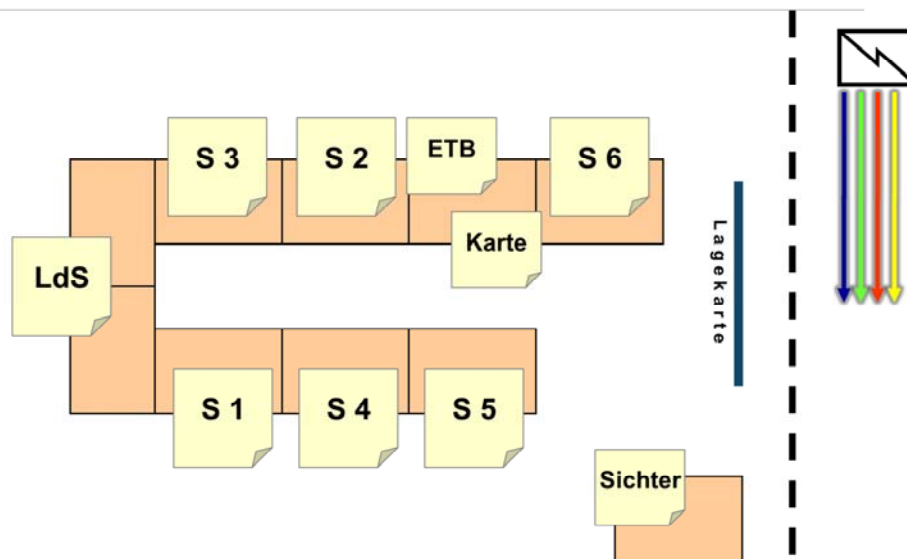 S 3
S 2
ETB
S 6
Karte
LdS
Lagekarte
S 1
S 4
S 5
Sichter